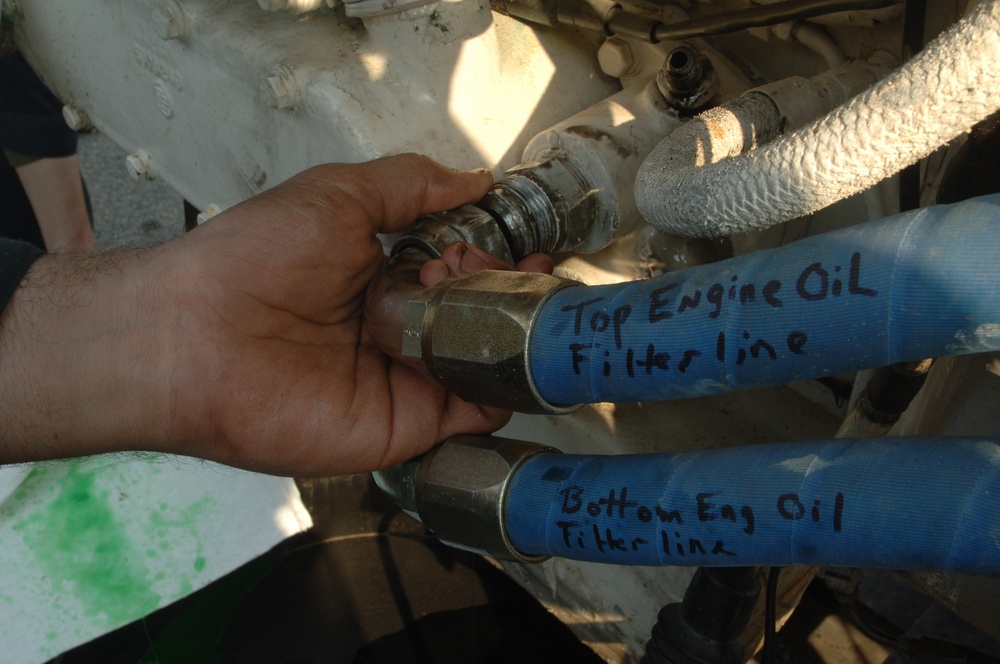 Top Engine OiL
Filter line
Bottom Eng Oil
Filter line